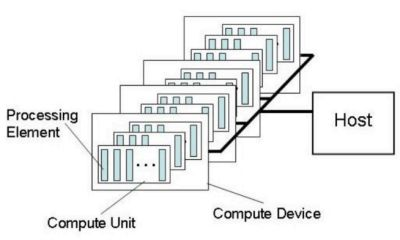 Processing
Element
Host
Compute Unit
Compute Device